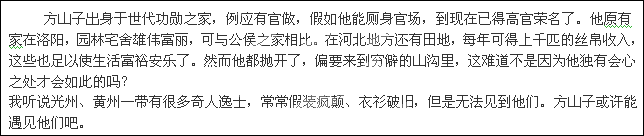 方山子出身于世代功勋之家，例应有官做，假如他能厕身官场，到现在已得高官荣名了。他原有
家在洛阳，园林宅舍雄伟富丽，可与公侯之家相比。在河北地方还有田地，每年可得上千匹的丝帛收入，
这些也足以使生活富裕安乐了。然而他都抛开了，偏要来到穷僻的山沟里，这难道不是因为他独有会心
之处才会如此的吗？
我听说光州、黄州一带有很多奇人逸士，常常假装疯颠、衣衫破旧，但是无法见到他们。方山子或许能
遇见他们吧。